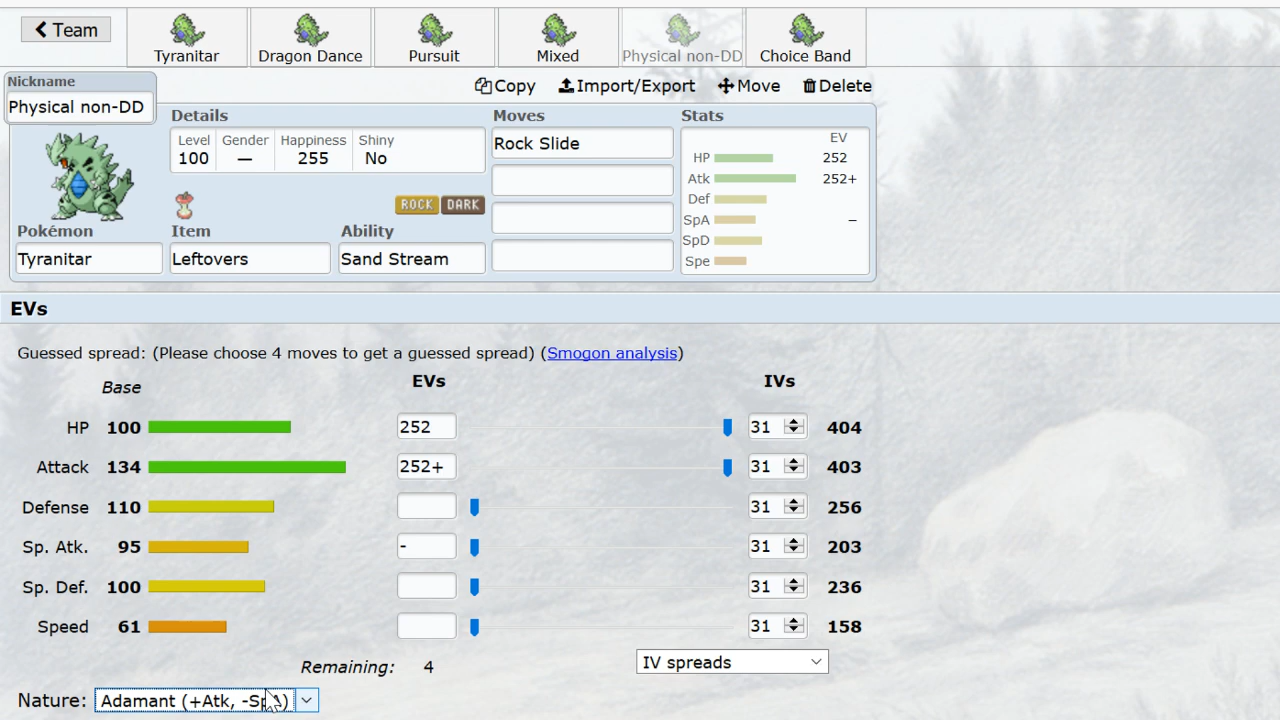 Team
Tyranitar
Dragon Dance
Pursuit
Mixed
Physical non-DD
Choice Band
Nickname
Physical non-DD
Copy Import/Export Move Delete
Details
Level Gender Happiness Shiny
100 — 255 No
ROCK DARK
Pokémon Item Ability
Tyranitar Leftovers Sand Stream
Moves
Rock Slide
Stats
EV
HP 252
Atk 252+
Def
SpA –
SpD
Spe
EVs
Guessed spread: (Please choose 4 moves to get a guessed spread) (Smogon analysis)
Base EVs IVs
HP 100 252 31 404
Attack 134 252+ 31 403
Defense 110 31 256
Sp. Atk. 95 - 31 203
Sp. Def. 100 31 236
Speed 61 31 158
Remaining: 4 IV spreads
Nature: Adamant (+Atk, -SpA)